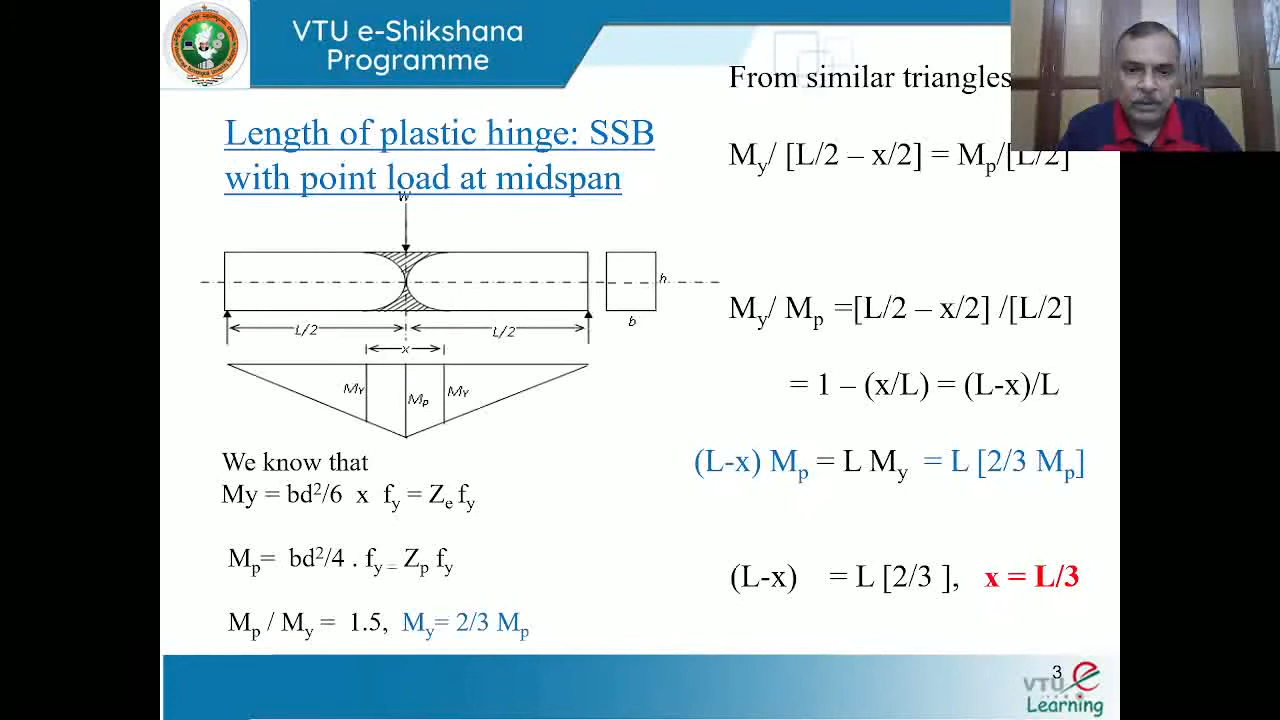 VTU e-Shikshana
Programme
Length of plastic hinge: SSB
with point load at midspan
W
h
b
L/2
L/2
x
My
Mp
My
We know that
My = bd²/6 x fy = Ze fy
Mp= bd²/4 . fy = Zp fy
Mp / My = 1.5, My= 2/3 Mp
From similar triangles
My/ [L/2 – x/2] = Mp/[L/2]
My/ Mp =[L/2 – x/2] /[L/2]
= 1 – (x/L) = (L-x)/L
(L-x) Mp = L My = L [2/3 Mp]
(L-x) = L [2/3 ], x = L/3
3
VTU e
Learning